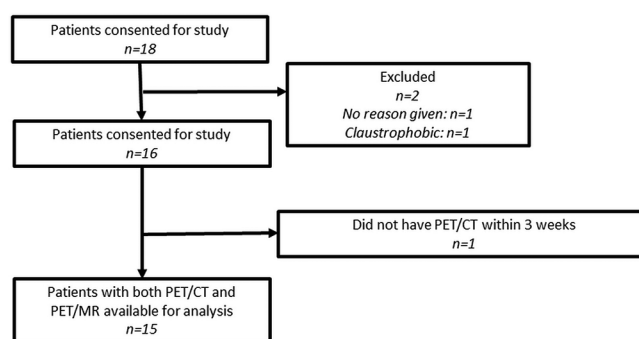 Patients consented for study
n=18
Excluded
n=2
No reason given: n=1
Claustrophobic: n=1
Patients consented for study
n=16
Did not have PET/CT within 3 weeks
n=1
Patients with both PET/CT and
PET/MR available for analysis
n=15